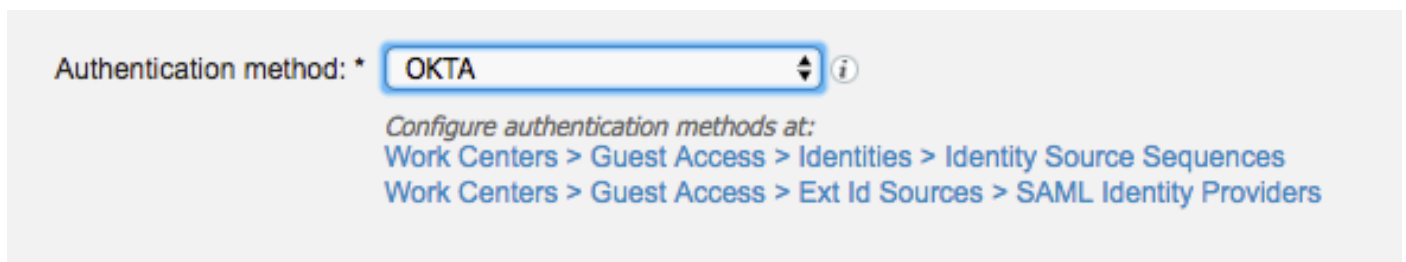 Authentication method: * OKTA i
Configure authentication methods at:
Work Centers > Guest Access > Identities > Identity Source Sequences
Work Centers > Guest Access > Ext Id Sources > SAML Identity Providers